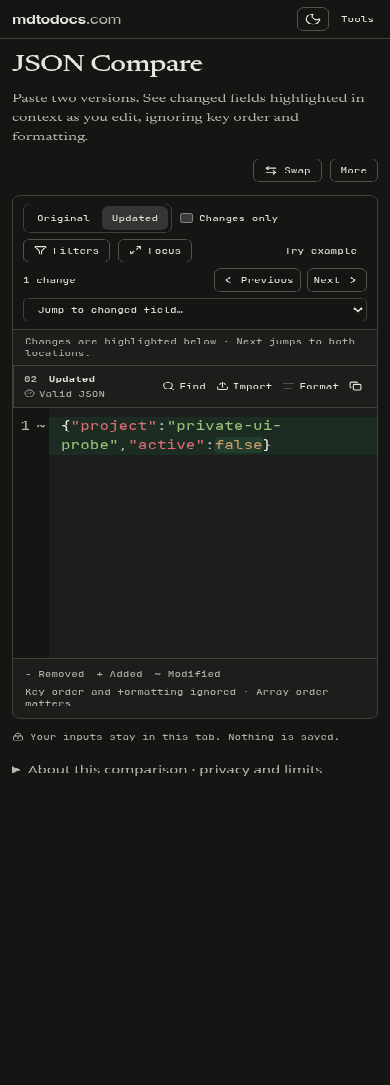 mdtodocs.com
Tools
JSON Compare
Paste two versions. See changed fields highlighted in
context as you edit, ignoring key order and
formatting.
Swap
More
Original
Updated
Changes only
Filters
Focus
Try example
1 change
Previous
Next
Jump to changed field…
Changes are highlighted below · Next jumps to both
locations.
02 Updated
Valid JSON
Find
Import
Format
1 ~ {"project":"private-ui-
probe","active":false}
- Removed + Added ~ Modified
Key order and formatting ignored · Array order
matters
Your inputs stay in this tab. Nothing is saved.
▶ About this comparison · privacy and limits